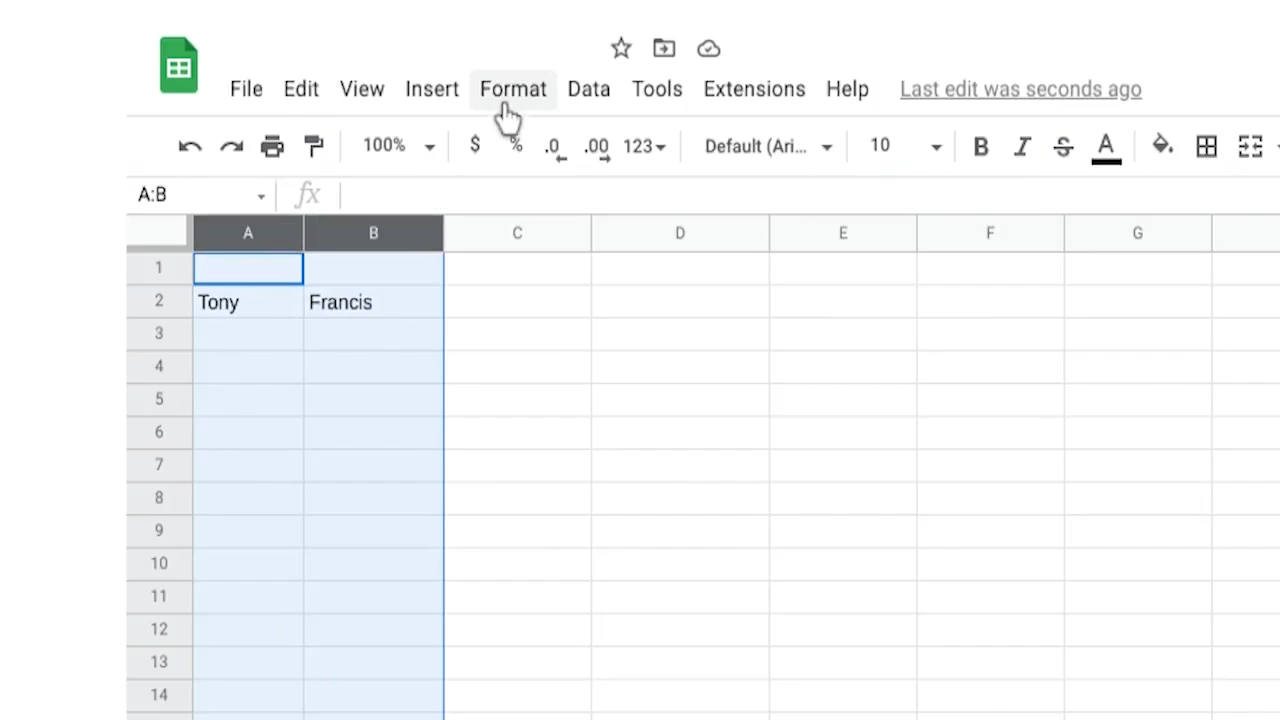 File Edit View Insert Format Data Tools Extensions Help Last edit was seconds ago
100% $ % .0 .00 123 Default (Ari... 10 B I S A
A:B fx
A B C D E F G
1
2 Tony Francis
3
4
5
6
7
8
9
10
11
12
13
14